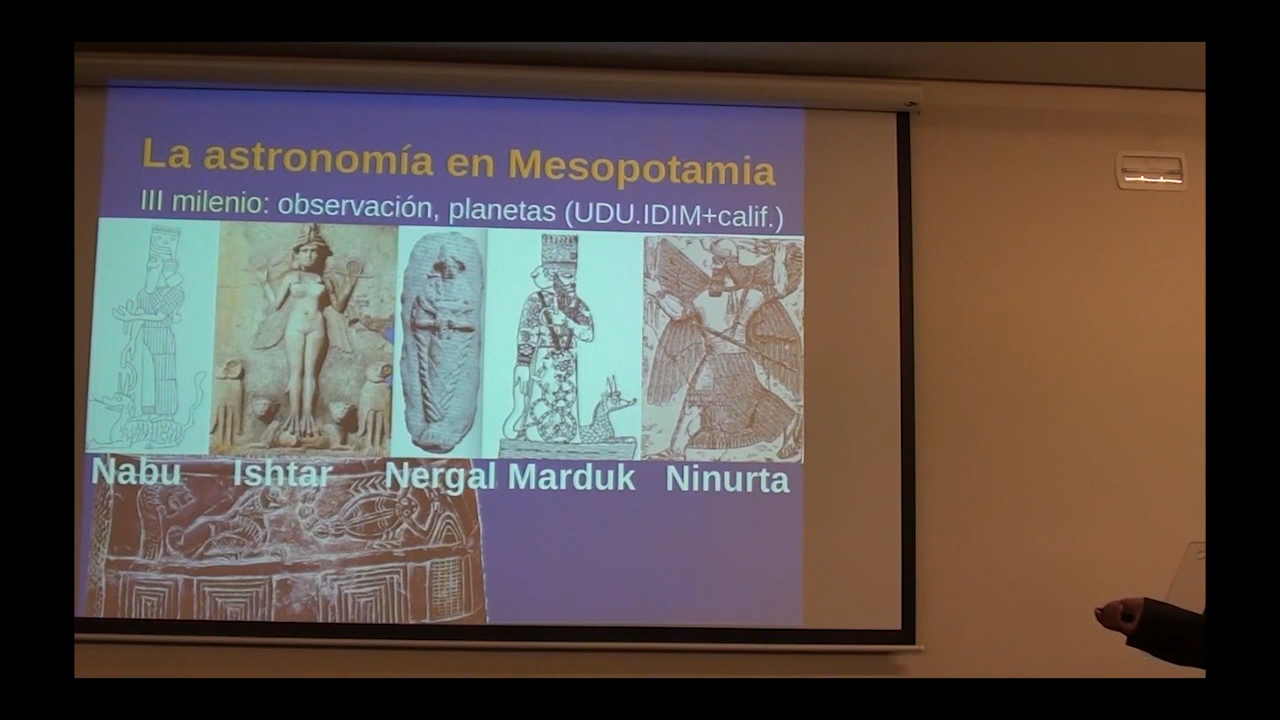 La astronomía en Mesopotamia
III milenio: observación, planetas (UDU.IDIM+calif.)
Nabu Ishtar Nergal Marduk Ninurta